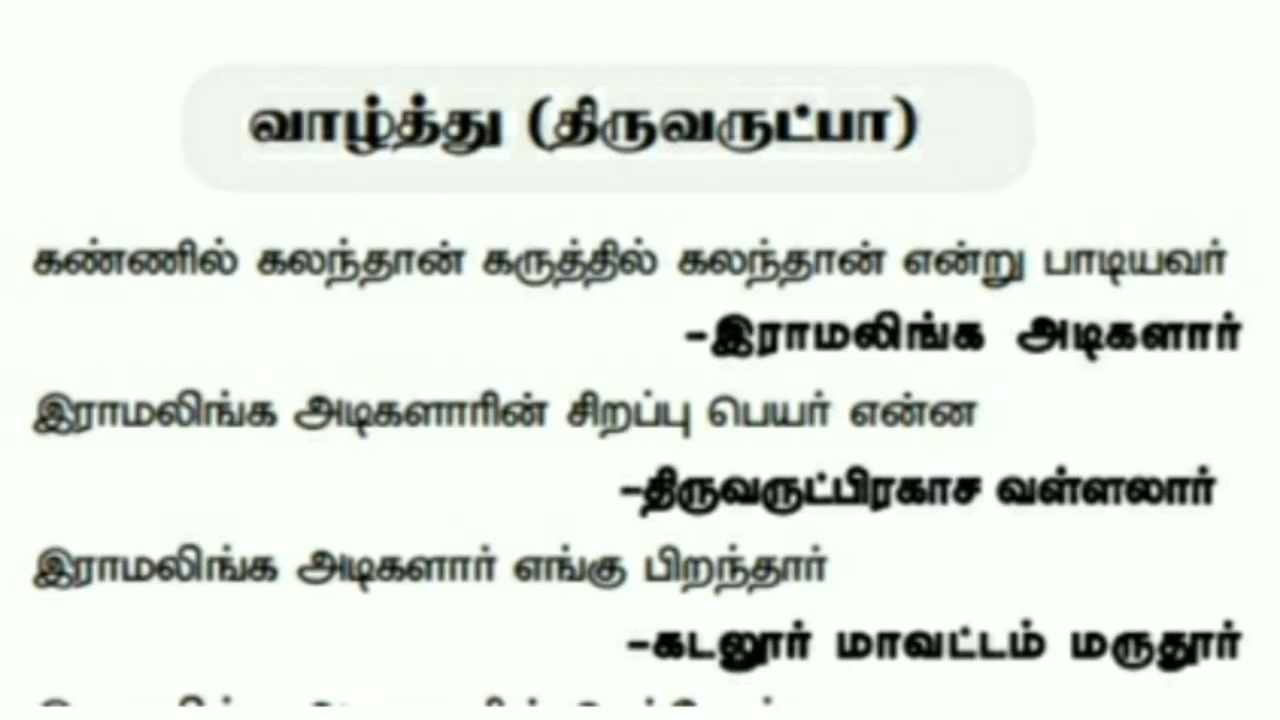 வாழ்த்து (திருவருட்பா)
கண்ணில் கலந்தான் கருத்தில் கலந்தான் என்று பாடியவர்
-இராமலிங்க அடிகளார்
இராமலிங்க அடிகளாரின் சிறப்பு பெயர் என்ன
-திருவருட்பிரகாச வள்ளலார்
இராமலிங்க அடிகளார் எங்கு பிறந்தார்
-கடலூர் மாவட்டம் மருதூர்